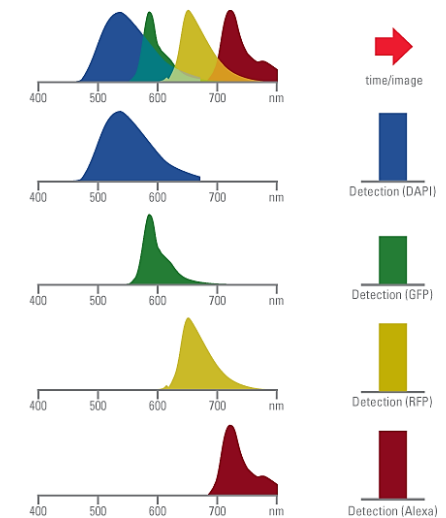 time/image
400 500 600 700 nm
400 500 600 700 nm
Detection (DAPI)
400 500 600 700 nm
Detection (GFP)
400 500 600 700 nm
Detection (RFP)
400 500 600 700 nm
Detection (Alexa)